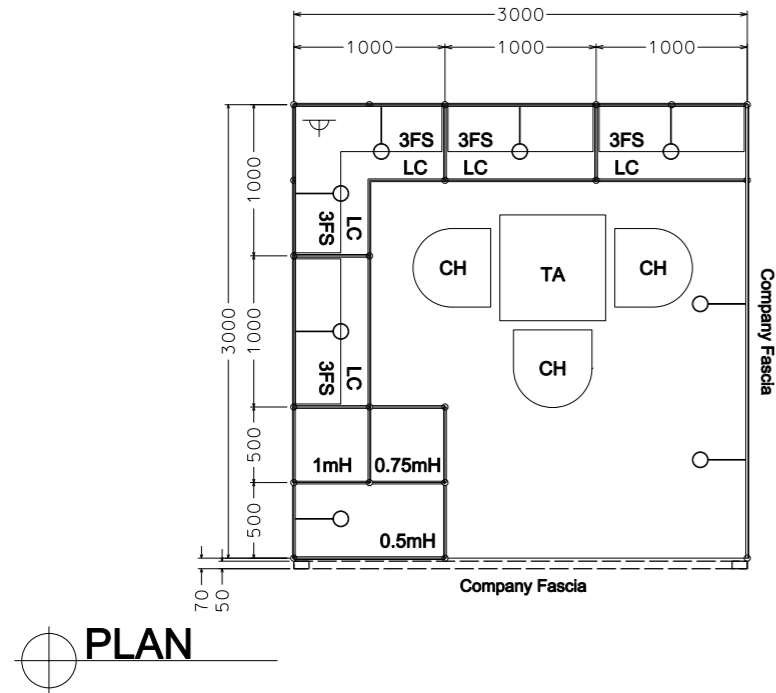 3000
1000 1000 1000
3FS 3FS 3FS
LC LC LC
1000
3FS LC
CH TA CH
Company Fascia
3000
1000
CH
3FS LC
500
1mH 0.75mH
500
0.5mH
70
50
Company Fascia
PLAN